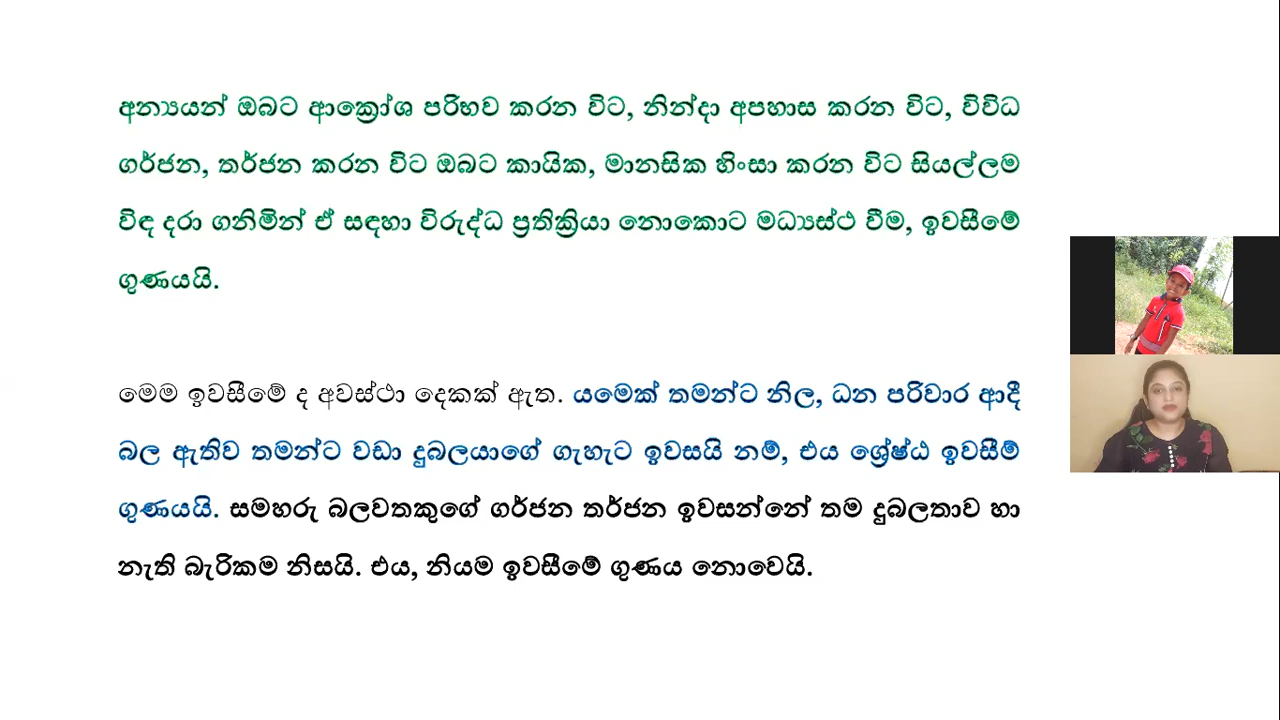 අන්‍යයන් ඔබට ආක්‍රෝශ පරිභව කරන විට, නින්දා අපහාස කරන විට, විවිධ
ගර්ජන, තර්ජන කරන විට ඔබට කායික, මානසික හිංසා කරන විට සියල්ලම
විඳ දරා ගනිමින් ඒ සඳහා විරුද්ධ ප්‍රතික්‍රියා නොකොට මධ්‍යස්ථ වීම, ඉවසීමේ
ගුණයයි.
මෙම ඉවසීමේ ද අවස්ථා දෙකක් ඇත. යමෙක් තමන්ට නිල, ධන පරිවාර ආදී
බල ඇතිව තමන්ට වඩා දුබලයාගේ ගැහැට ඉවසයි නම්, එය ශ්‍රේෂ්ඨ ඉවසීම්
ගුණයයි. සමහරු බලවතකුගේ ගර්ජන තර්ජන ඉවසන්නේ තම දුබලතාව හා
නැති බැරිකම නිසයි. එය, නියම ඉවසීමේ ගුණය නොවෙයි.